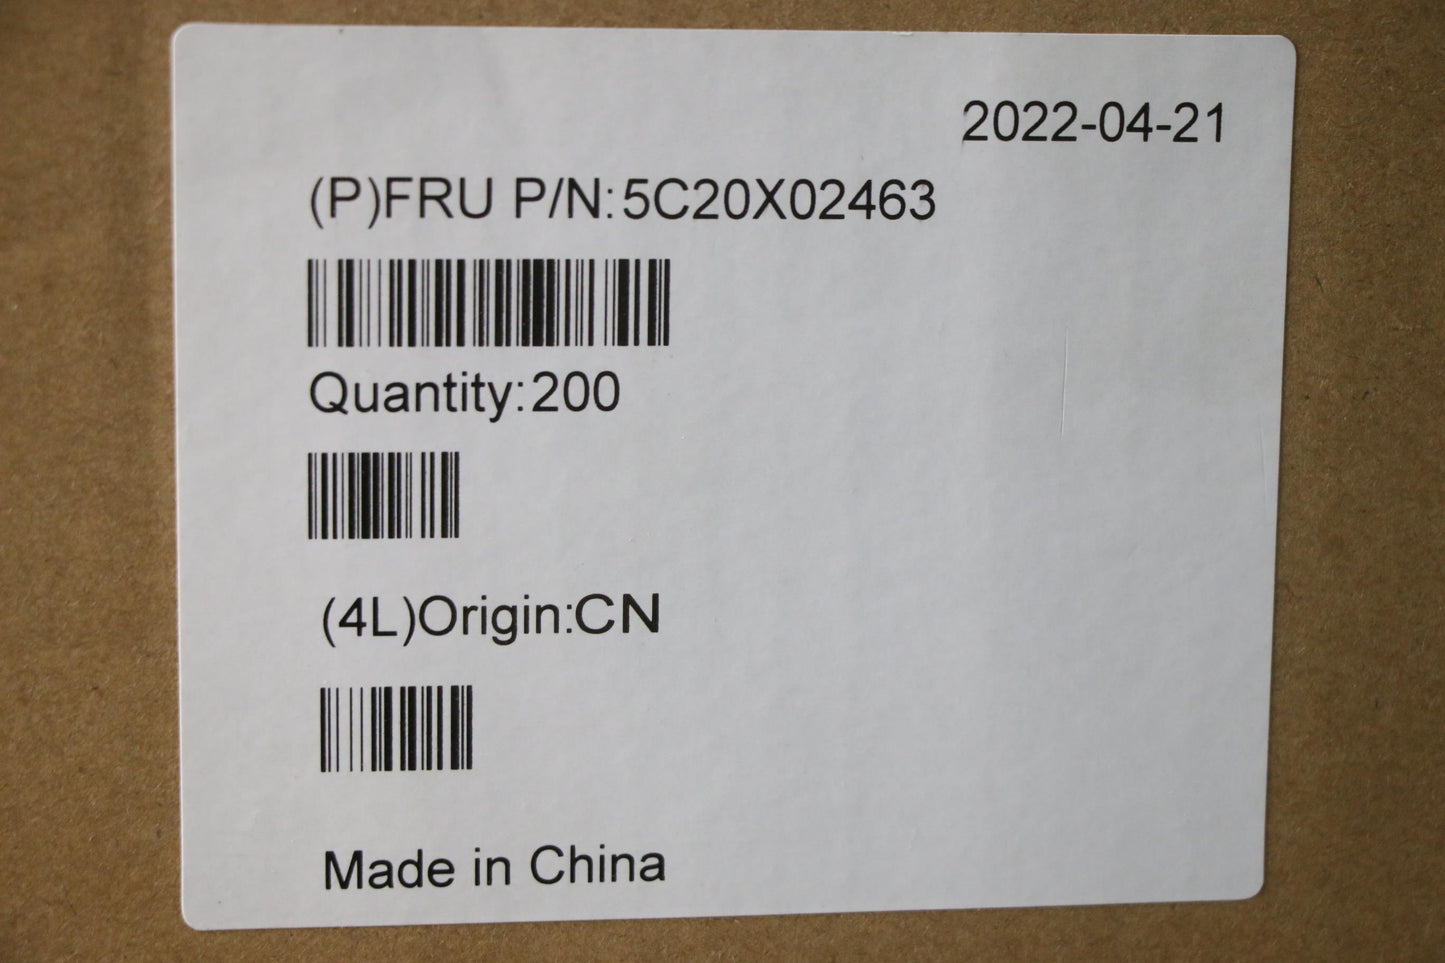 2022-04-21
(P)FRU P/N:5C20X02463
Quantity:200
(4L)Origin:CN
Made in China